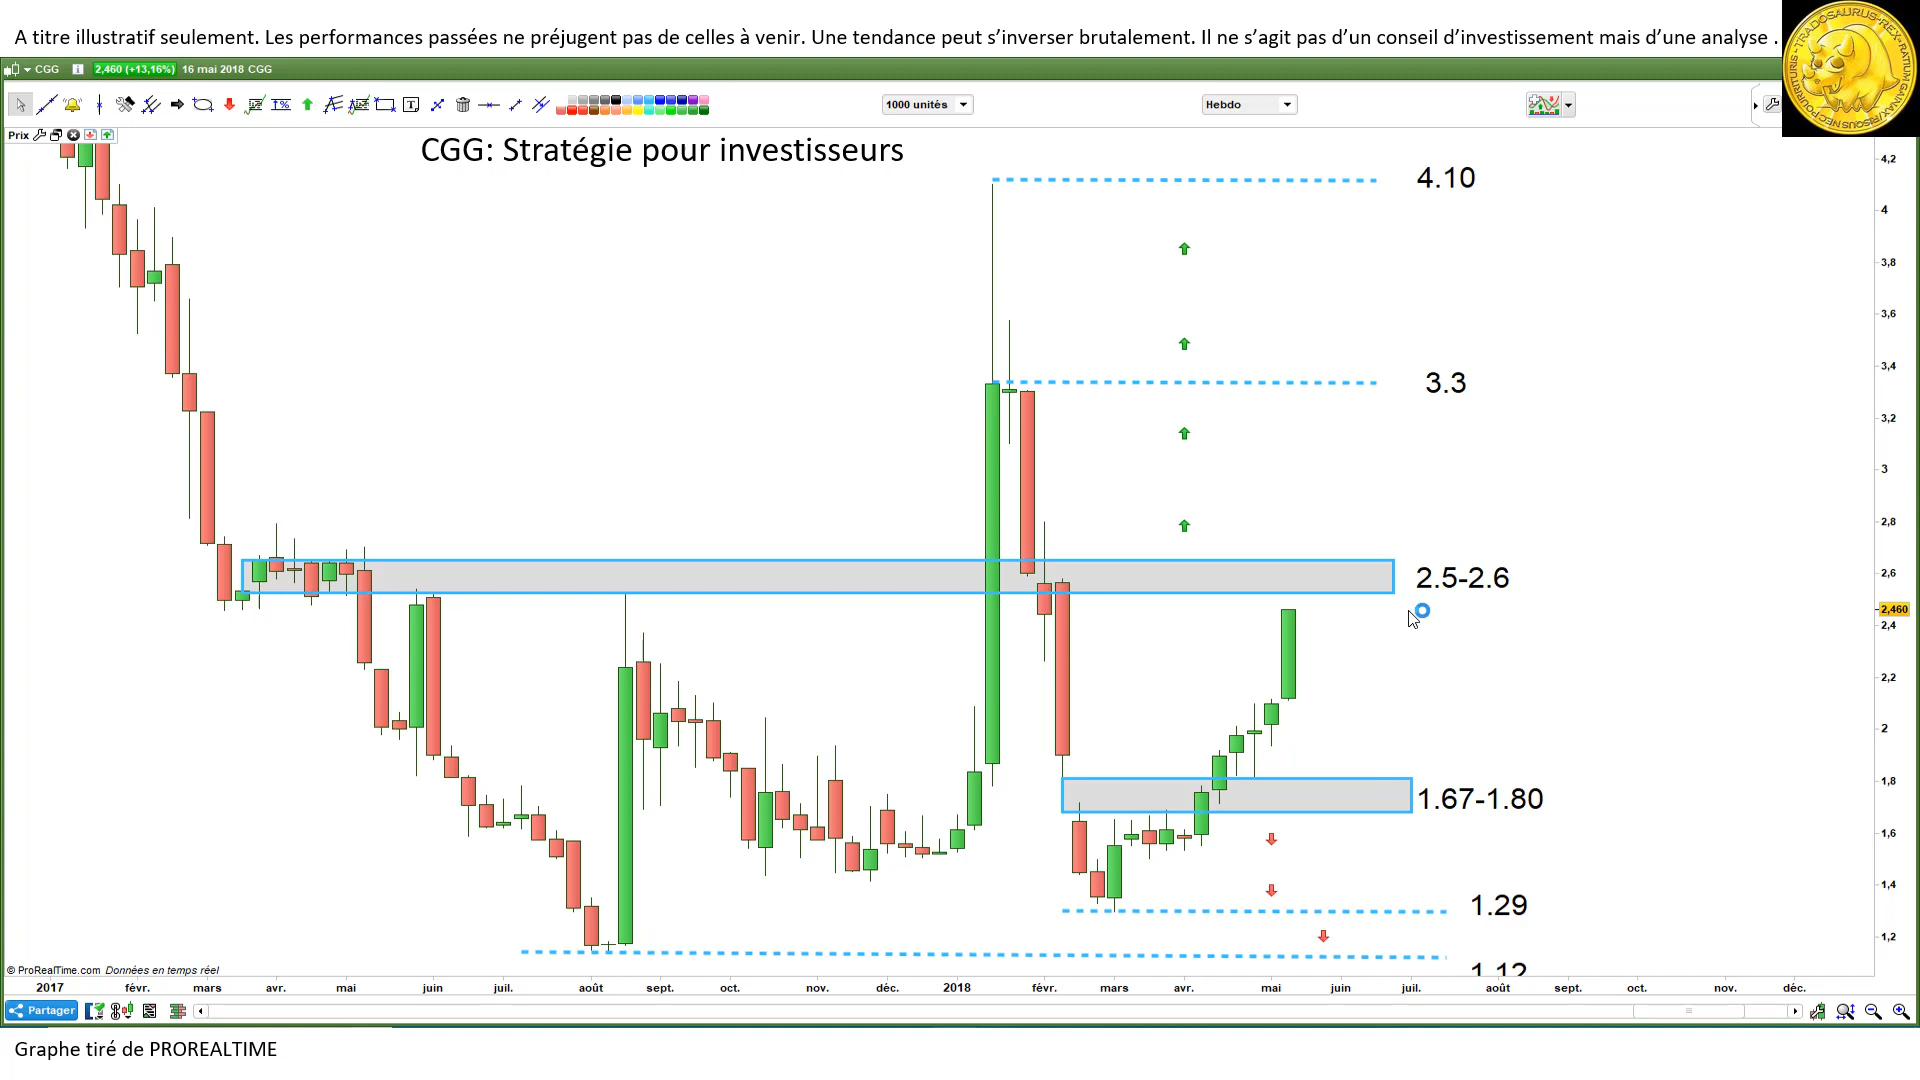 A titre illustratif seulement. Les performances passées ne préjugent pas de celles à venir. Une tendance peut s'inverser brutalement. Il ne s'agit pas d'un conseil d'investissement mais d'une analyse .
CGG 2,460 (+13,16%) 16 mai 2018 CGG
1000 unités Hebdo
Prix
CGG: Stratégie pour investisseurs
4.10
3.3
2.5-2.6
1.67-1.80
1.29
1.12
4,2
4
3,8
3,6
3,4
3,2
3
2,8
2,6
2,460
2,4
2,2
2
1,8
1,6
1,4
1,2
© ProRealTime.com Données en temps réel
2017 févr. mars avr. mai juin juil. août sept. oct. nov. déc. 2018 févr. mars avr. mai juin juil. août sept. oct. nov. déc.
Partager
Graphe tiré de PROREALTIME